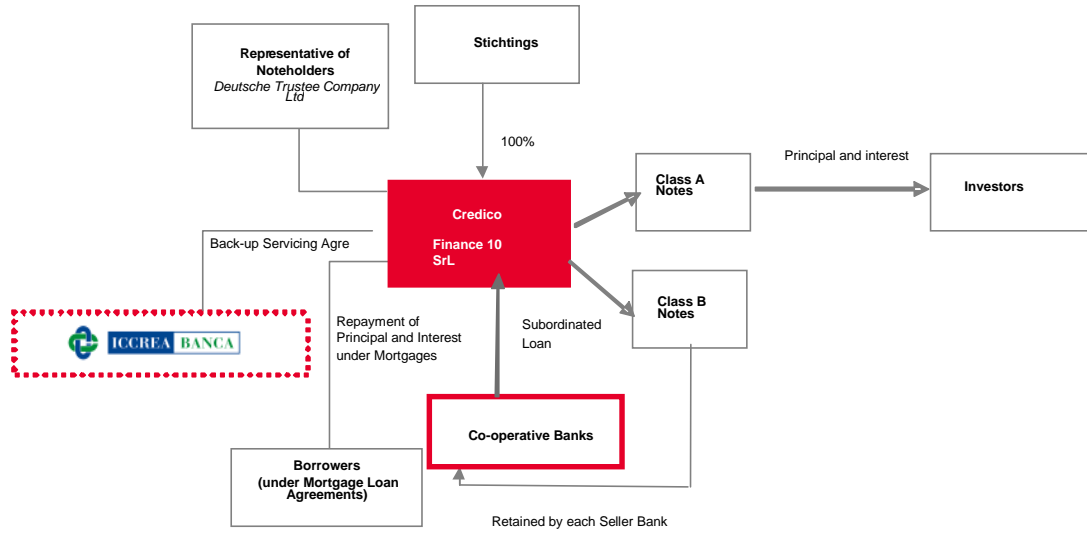 Representative of
Noteholders
Deutsche Trustee Company
Ltd
Stichtings
100%
Principal and interest
Class A
Notes
Investors
Credico
Finance 10
SrL
Back-up Servicing Agre
Class B
Notes
ICCREA BANCA
Repayment of
Principal and Interest
under Mortgages
Subordinated
Loan
Co-operative Banks
Borrowers
(under Mortgage Loan
Agreements)
Retained by each Seller Bank